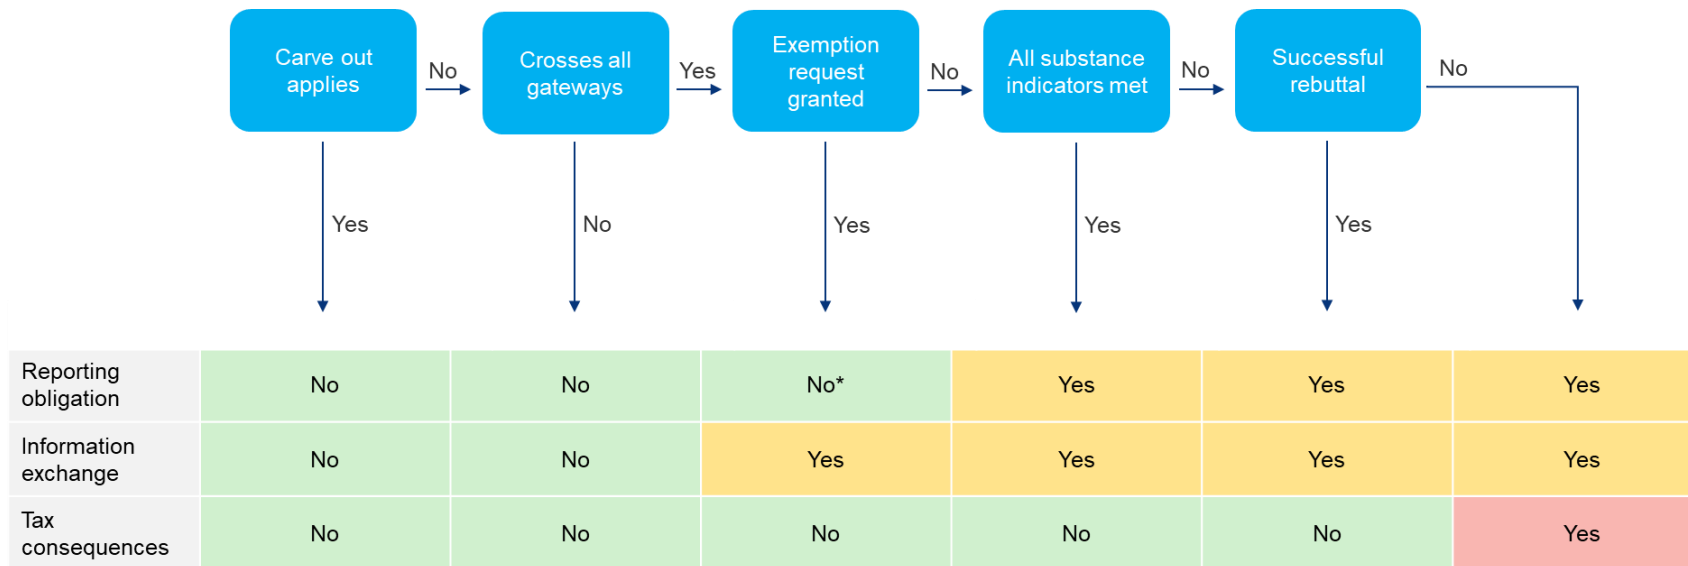 Carve out
applies
No
Crosses all
gateways
Yes
Exemption
request
granted
No
All substance
indicators met
No
Successful
rebuttal
No
Yes
No
Yes
Yes
Yes
Reporting
obligation
No
No
No*
Yes
Yes
Yes
Information
exchange
No
No
Yes
Yes
Yes
Yes
Tax
consequences
No
No
No
No
No
Yes